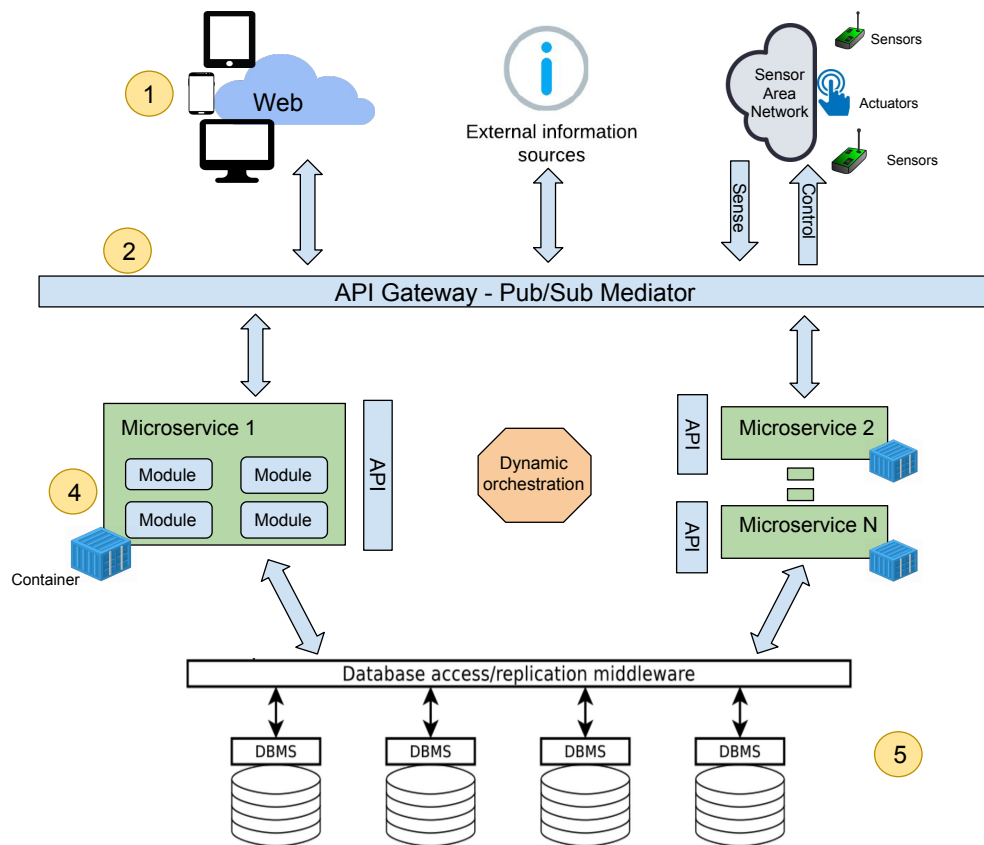 1
Web
External information
sources
Sensor
Area
Network
Sensors
Actuators
Sensors
Sense
Control
2
API Gateway - Pub/Sub Mediator
Microservice 1
Module
Module
Module
Module
API
4
Container
Dynamic
orchestration
API
Microservice 2
API
Microservice N
Database access/replication middleware
DBMS
DBMS
DBMS
DBMS
5